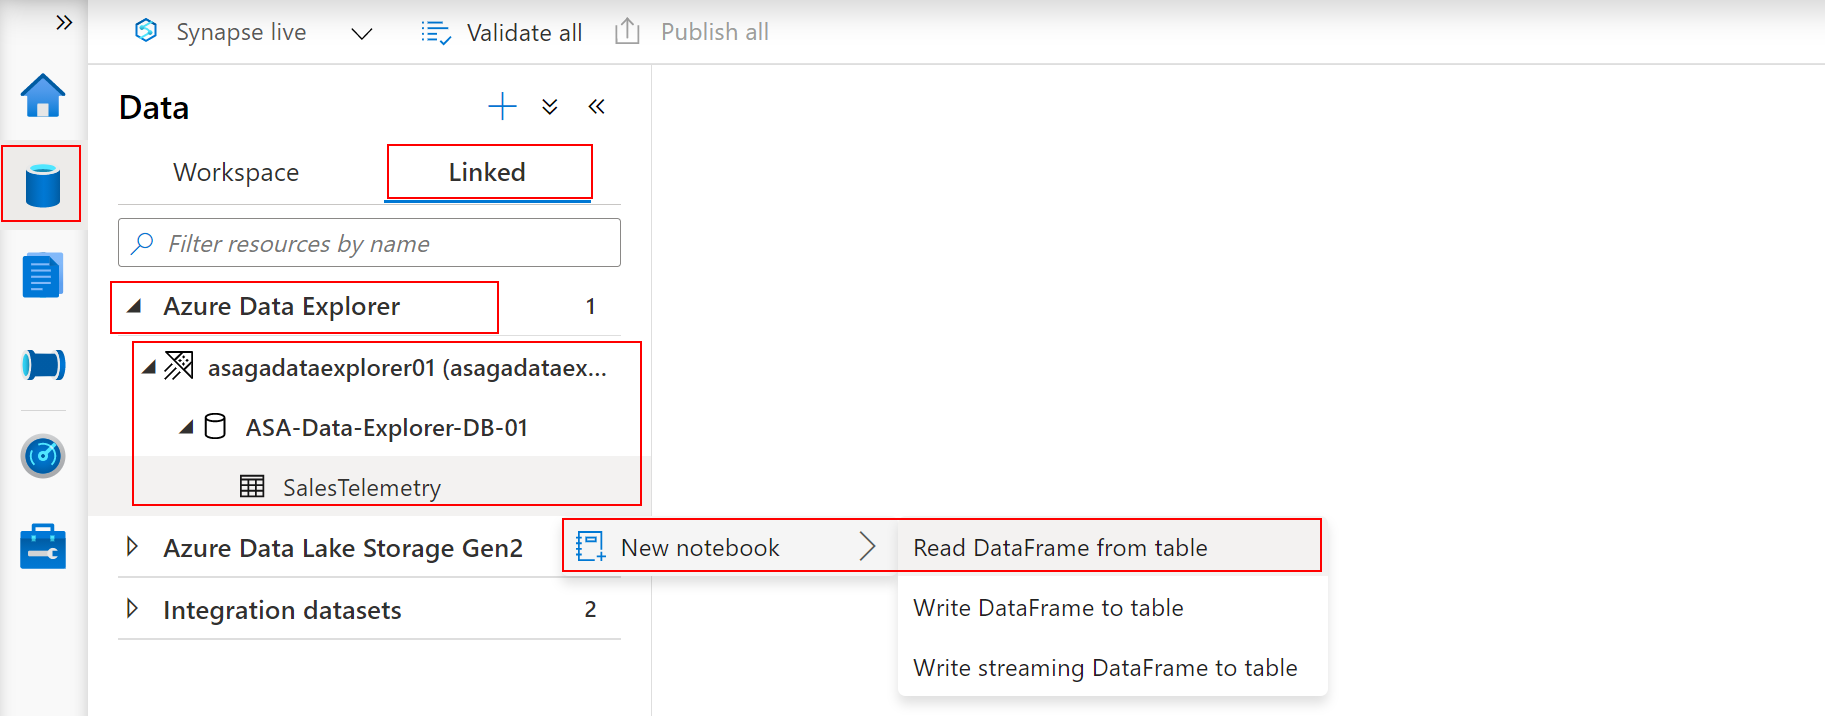 Synapse live
Validate all
Publish all
Data
Workspace
Linked
Filter resources by name
Azure Data Explorer 1
asagadataexplorer01 (asagadataex...
ASA-Data-Explorer-DB-01
SalesTelemetry
Azure Data Lake Storage Gen2
New notebook
Read DataFrame from table
Integration datasets 2
Write DataFrame to table
Write streaming DataFrame to table